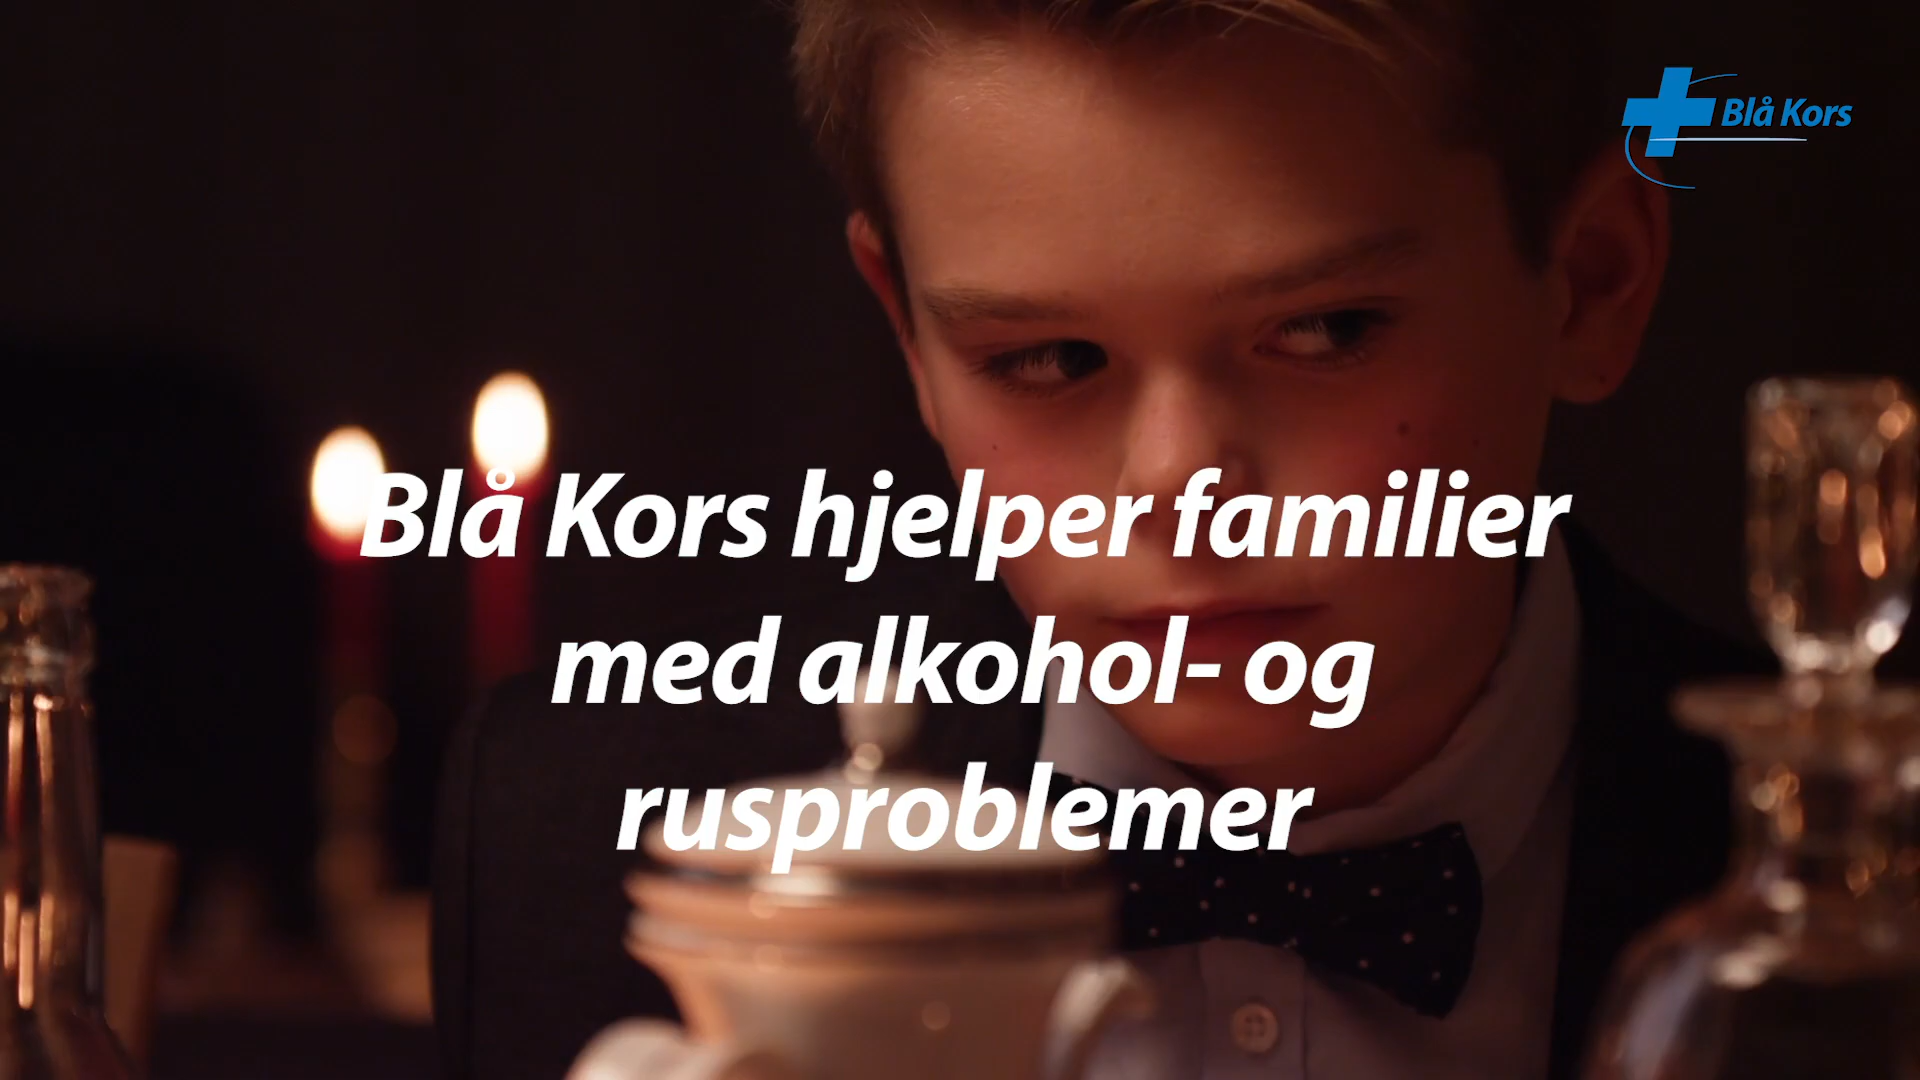 Blå Kors
Blå Kors hjelper familier
med alkohol- og
rusproblemer